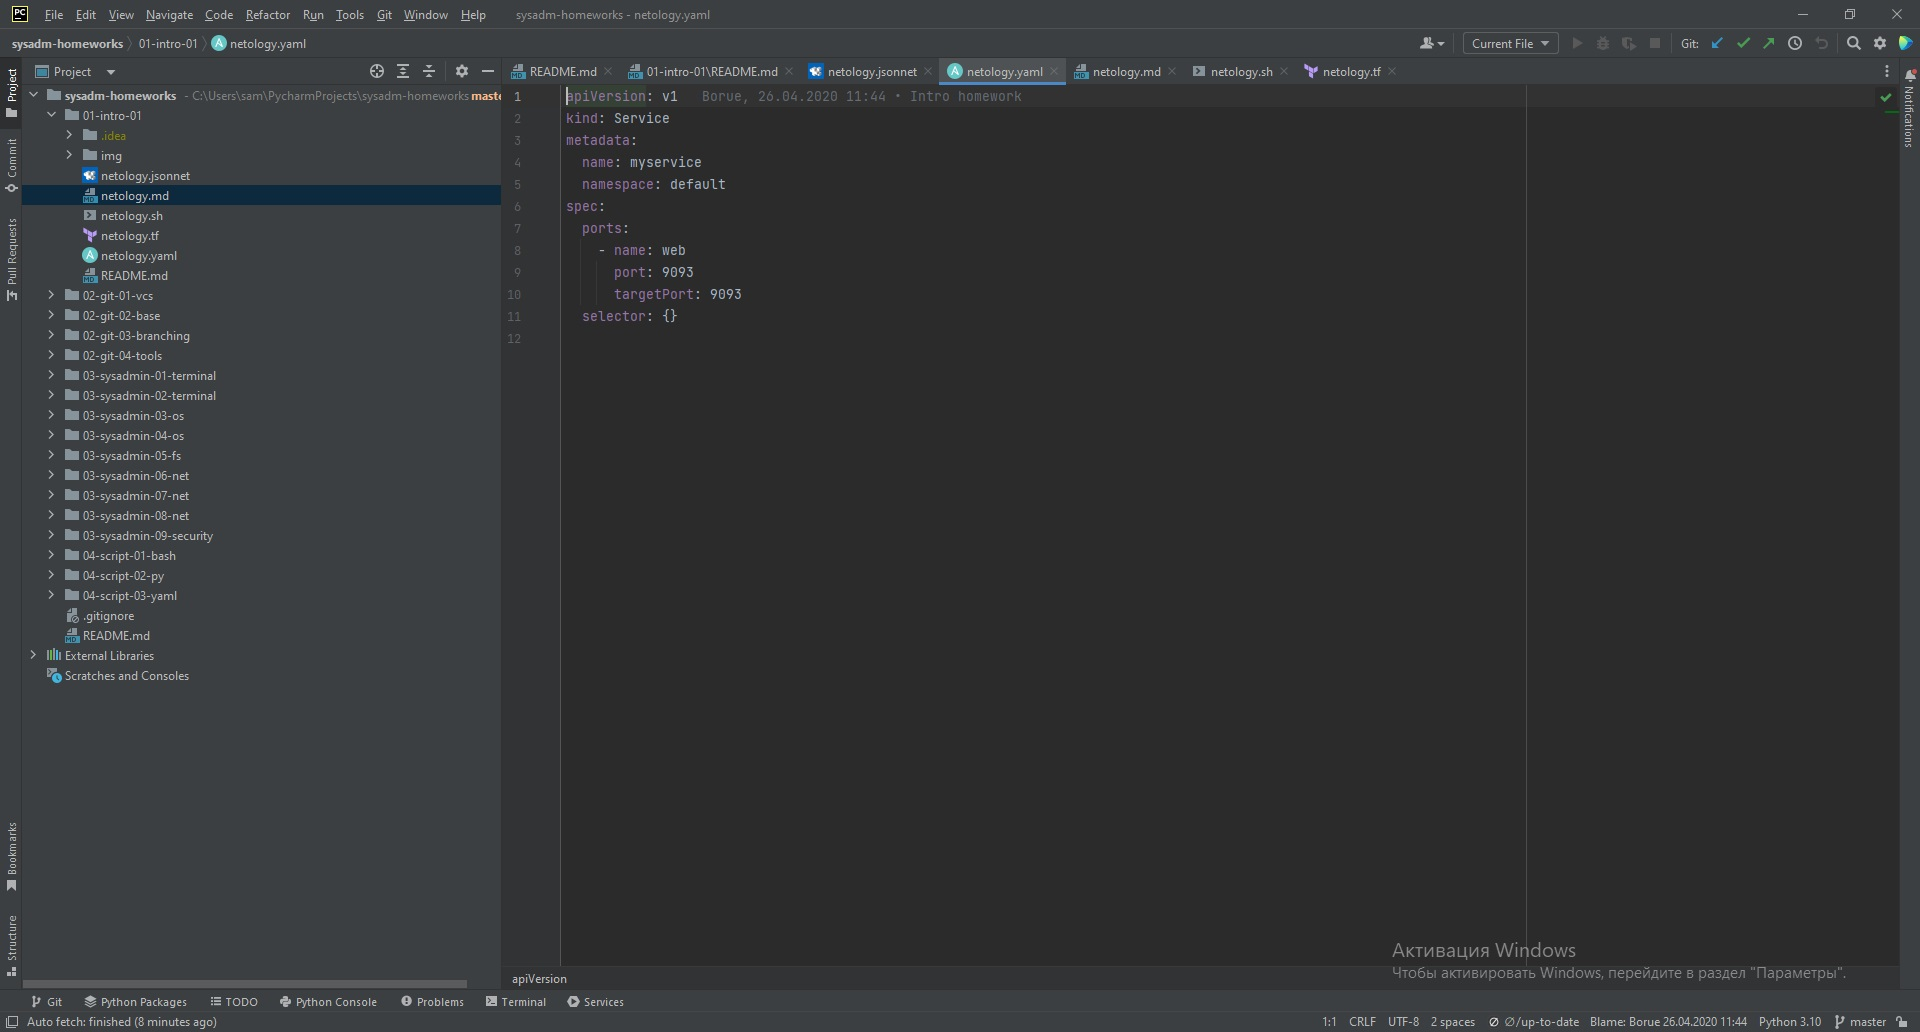 PC File Edit View Navigate Code Refactor Run Tools Git Window Help sysadm-homeworks - netology.yaml
sysadm-homeworks 01-intro-01 netology.yaml Current File Git:
Project README.md 01-intro-01\README.md netology.jsonnet netology.yaml netology.md netology.sh netology.tf
Project
Commit
Pull Requests
Bookmarks
Structure
sysadm-homeworks - C:\Users\sam\PycharmProjects\sysadm-homeworks maste
01-intro-01
.idea
img
netology.jsonnet
netology.md
netology.sh
netology.tf
netology.yaml
README.md
02-git-01-vcs
02-git-02-base
02-git-03-branching
02-git-04-tools
03-sysadmin-01-terminal
03-sysadmin-02-terminal
03-sysadmin-03-os
03-sysadmin-04-os
03-sysadmin-05-fs
03-sysadmin-06-net
03-sysadmin-07-net
03-sysadmin-08-net
03-sysadmin-09-security
04-script-01-bash
04-script-02-py
04-script-03-yaml
.gitignore
README.md
External Libraries
Scratches and Consoles
1 apiVersion: v1 Borue, 26.04.2020 11:44 • Intro homework
2 kind: Service
3 metadata:
4 name: myservice
5 namespace: default
6 spec:
7 ports:
8 - name: web
9 port: 9093
10 targetPort: 9093
11 selector: {}
12
Notifications
Активация Windows
Чтобы активировать Windows, перейдите в раздел "Параметры".
apiVersion
Git Python Packages TODO Python Console Problems Terminal Services
Auto fetch: finished (8 minutes ago) 1:1 CRLF UTF-8 2 spaces ∅/up-to-date Blame: Borue 26.04.2020 11:44 Python 3.10 master